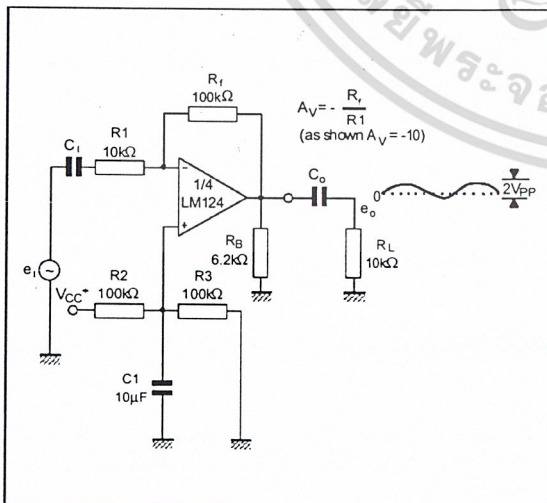 Rf
100kΩ
AV = - Rf
R1
(as shown AV = -10)
CI
R1
10kΩ
1/4
LM124
Co
eo
0
2VPP
RB
6.2kΩ
RL
10kΩ
eI
VCC+
R2
100kΩ
R3
100kΩ
C1
10μF